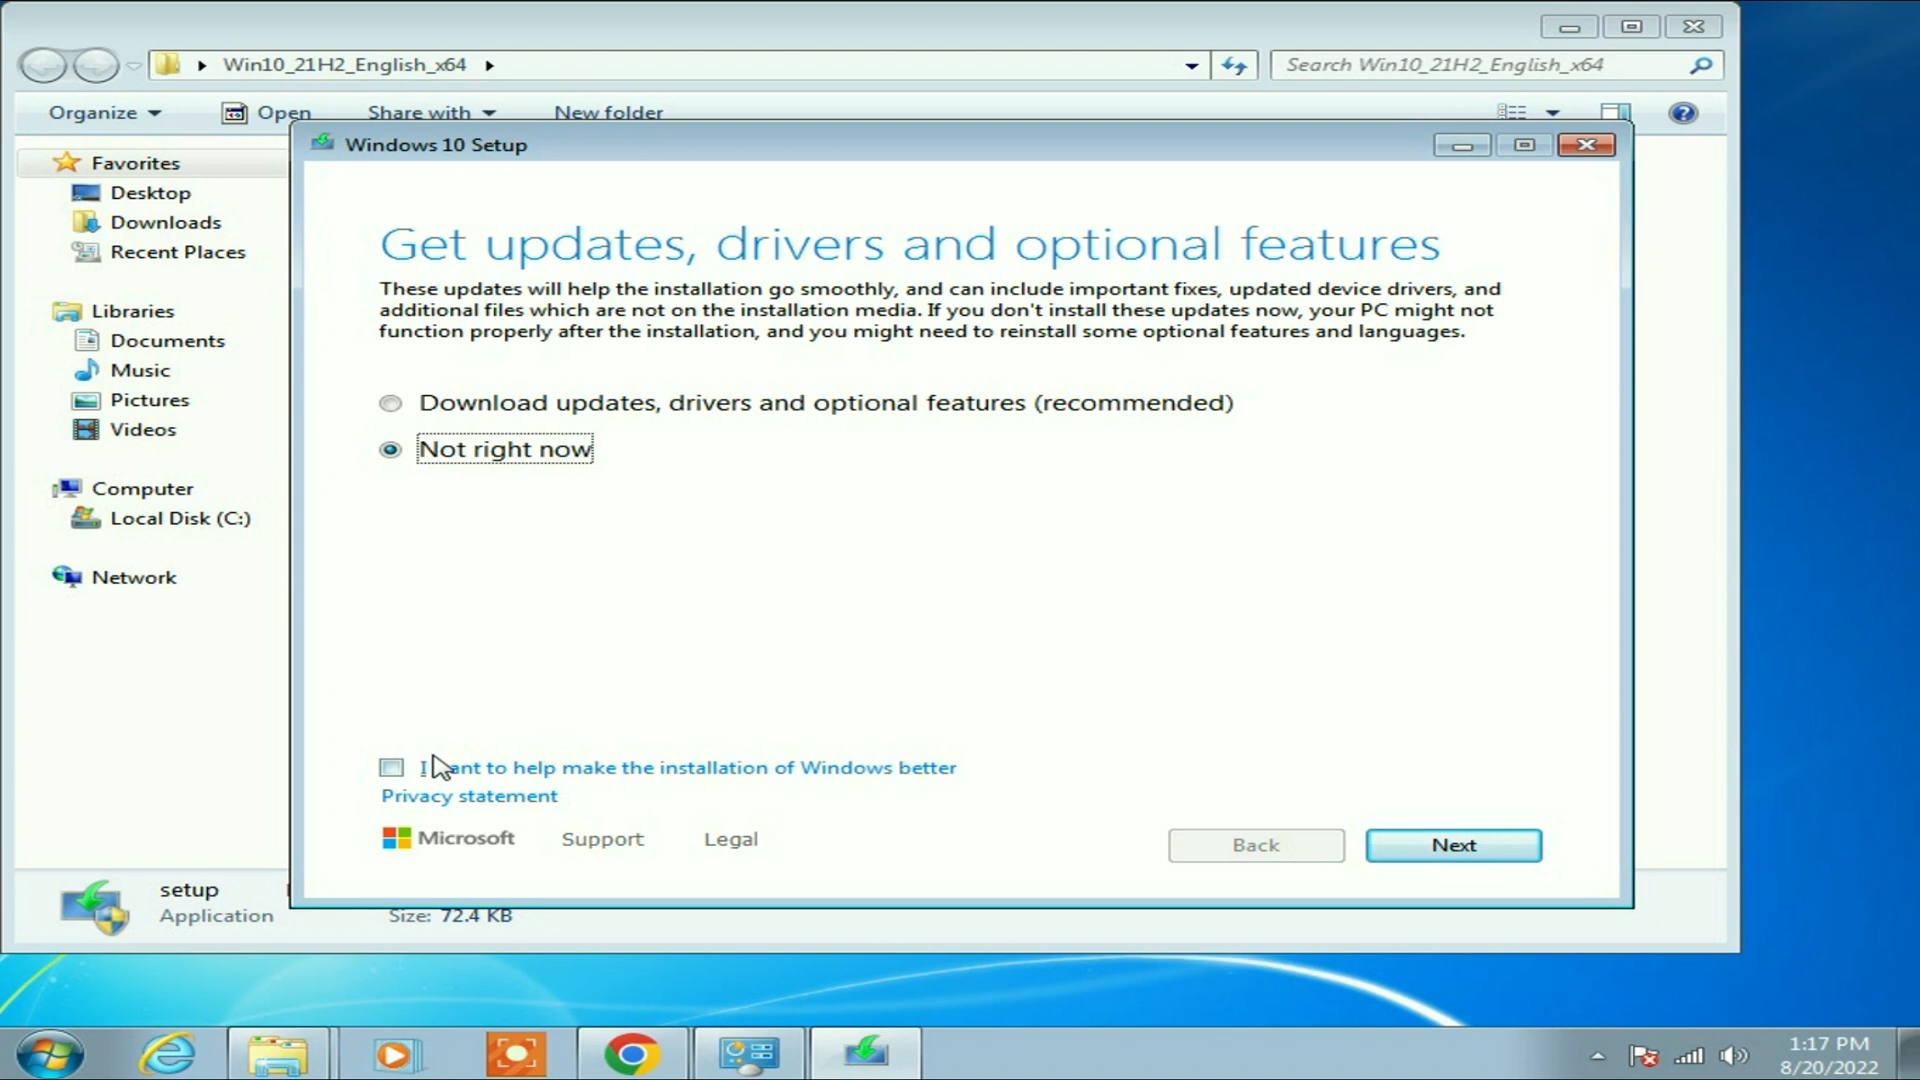 Win10_21H2_English_x64
Search Win10_21H2_English_x64
Organize
Open
Share with
New folder
Windows 10 Setup
Favorites
Desktop
Downloads
Recent Places
Libraries
Documents
Music
Pictures
Videos
Computer
Local Disk (C:)
Network
Get updates, drivers and optional features
These updates will help the installation go smoothly, and can include important fixes, updated device drivers, and
additional files which are not on the installation media. If you don't install these updates now, your PC might not
function properly after the installation, and you might need to reinstall some optional features and languages.
Download updates, drivers and optional features (recommended)
Not right now
I want to help make the installation of Windows better
Privacy statement
Microsoft
Support
Legal
Back
Next
setup
Application
Size: 72.4 KB
1:17 PM
8/20/2022